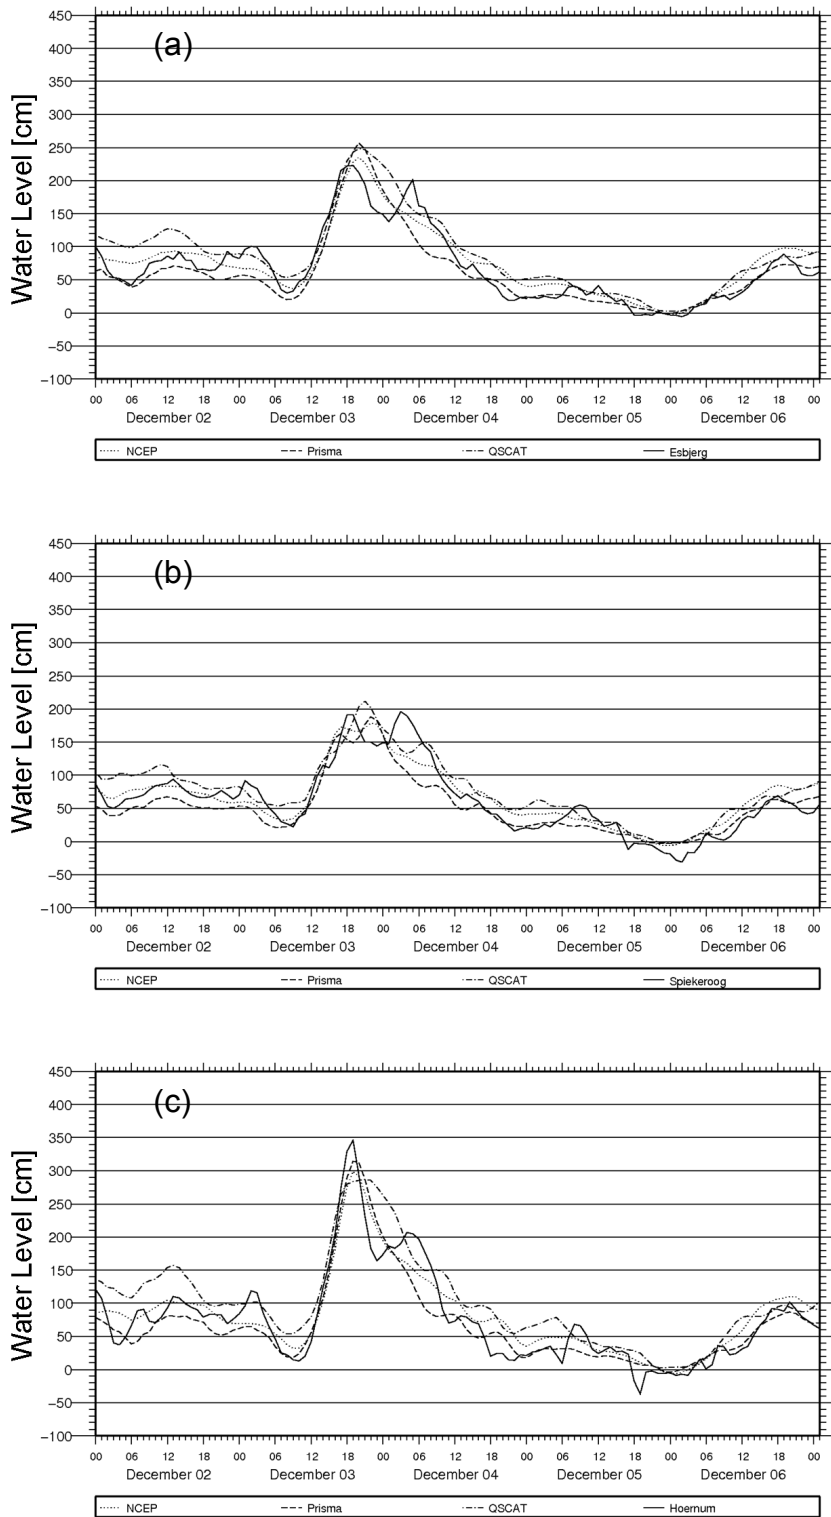 (a)
Water Level [cm]
450
400
350
300
250
200
150
100
50
0
−50
−100
00 06 12 18 00 06 12 18 00 06 12 18 00 06 12 18 00 06 12 18 00
December 02 December 03 December 04 December 05 December 06
NCEP Prisma QSCAT Esbjerg
(b)
Water Level [cm]
450
400
350
300
250
200
150
100
50
0
−50
−100
00 06 12 18 00 06 12 18 00 06 12 18 00 06 12 18 00 06 12 18 00
December 02 December 03 December 04 December 05 December 06
NCEP Prisma QSCAT Spiekeroog
(c)
Water Level [cm]
450
400
350
300
250
200
150
100
50
0
−50
−100
00 06 12 18 00 06 12 18 00 06 12 18 00 06 12 18 00 06 12 18 00
December 02 December 03 December 04 December 05 December 06
NCEP Prisma QSCAT Hoernum